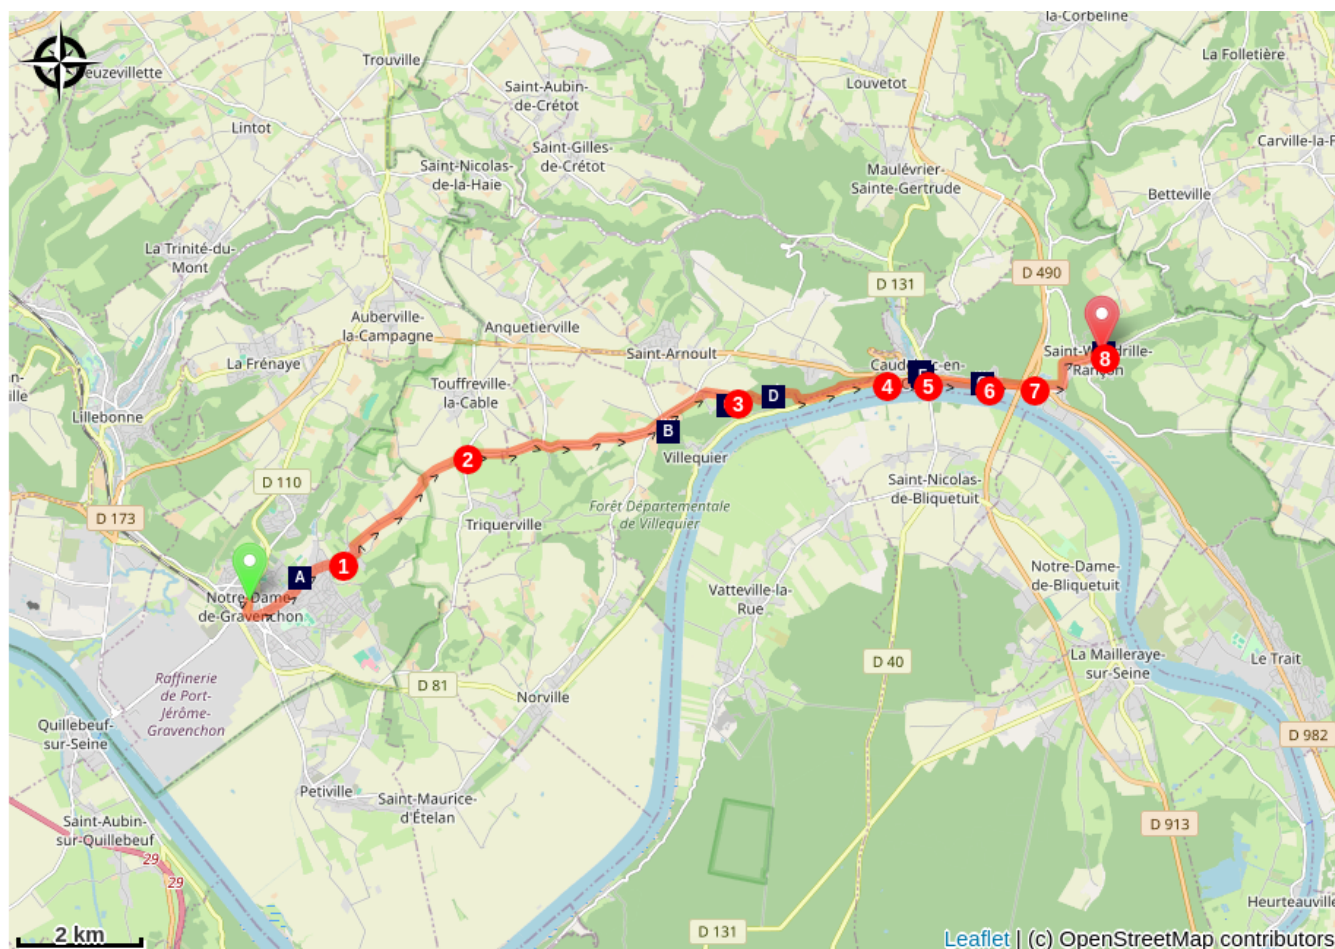 la-Corbeline
La Folletière
Trouville
euzevillette
Louvetot
Saint-Aubin-
de-Crétot
Lintot
Carville-la-F
Saint-Gilles-
de-Crétot
Saint-Nicolas-
de-la-Haie
Maulévrier-
Sainte-Gertrude
Betteville
La Trinité-du-
Mont
D 490
D 131
Auberville-
la-Campagne
Anquetierville
Saint-Arnoult
La Frénaye
Touffreville-
la-Cable
ille
Lillebonne
8
D
4
5
6
7
3
B
Villequier
2
D 110
Saint-Nicolas-
de-Bliquetuit
Forêt Départementale
de Villequier
D 173
Triquerville
1
A
Notre-Dame-
de-Gravenchon
Notre-Dame-
de-Bliquetuit
Vatteville-la-
Rue
D 40
La Mailleraye-
sur-Seine
Le Trait
D 81
Norville
Raffinerie
de Port-
Jérôme-
Gravenchon
Quillebeuf-
sur-Seine
D 982
Petiville
Saint-Maurice-
d'Ételan
Saint-Aubin-
sur-Quillebeuf
D 913
29
29
Heurteauville
D 131
2 km
Leaflet | (c) OpenStreetMap contributors